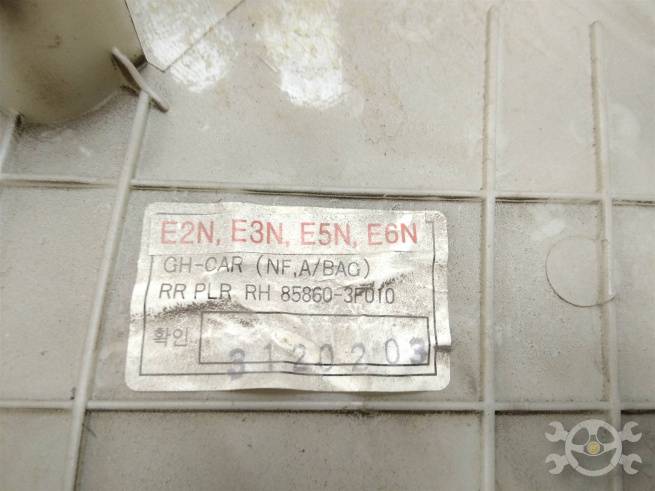 E2N, E3N, E5N, E6N
GH-CAR (NF,A/BAG)
RR PLR RH 85860-3F010
확인
3120203